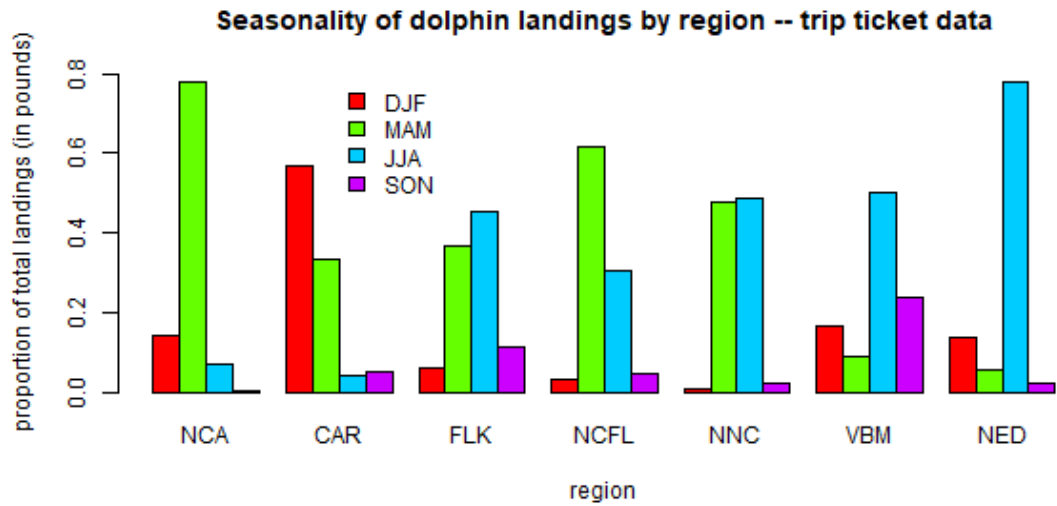 Seasonality of dolphin landings by region -- trip ticket data
proportion of total landings (in pounds)
0.8
0.6
0.4
0.2
0.0
DJF
MAM
JJA
SON
NCA CAR FLK NCFL NNC VBM NED
region